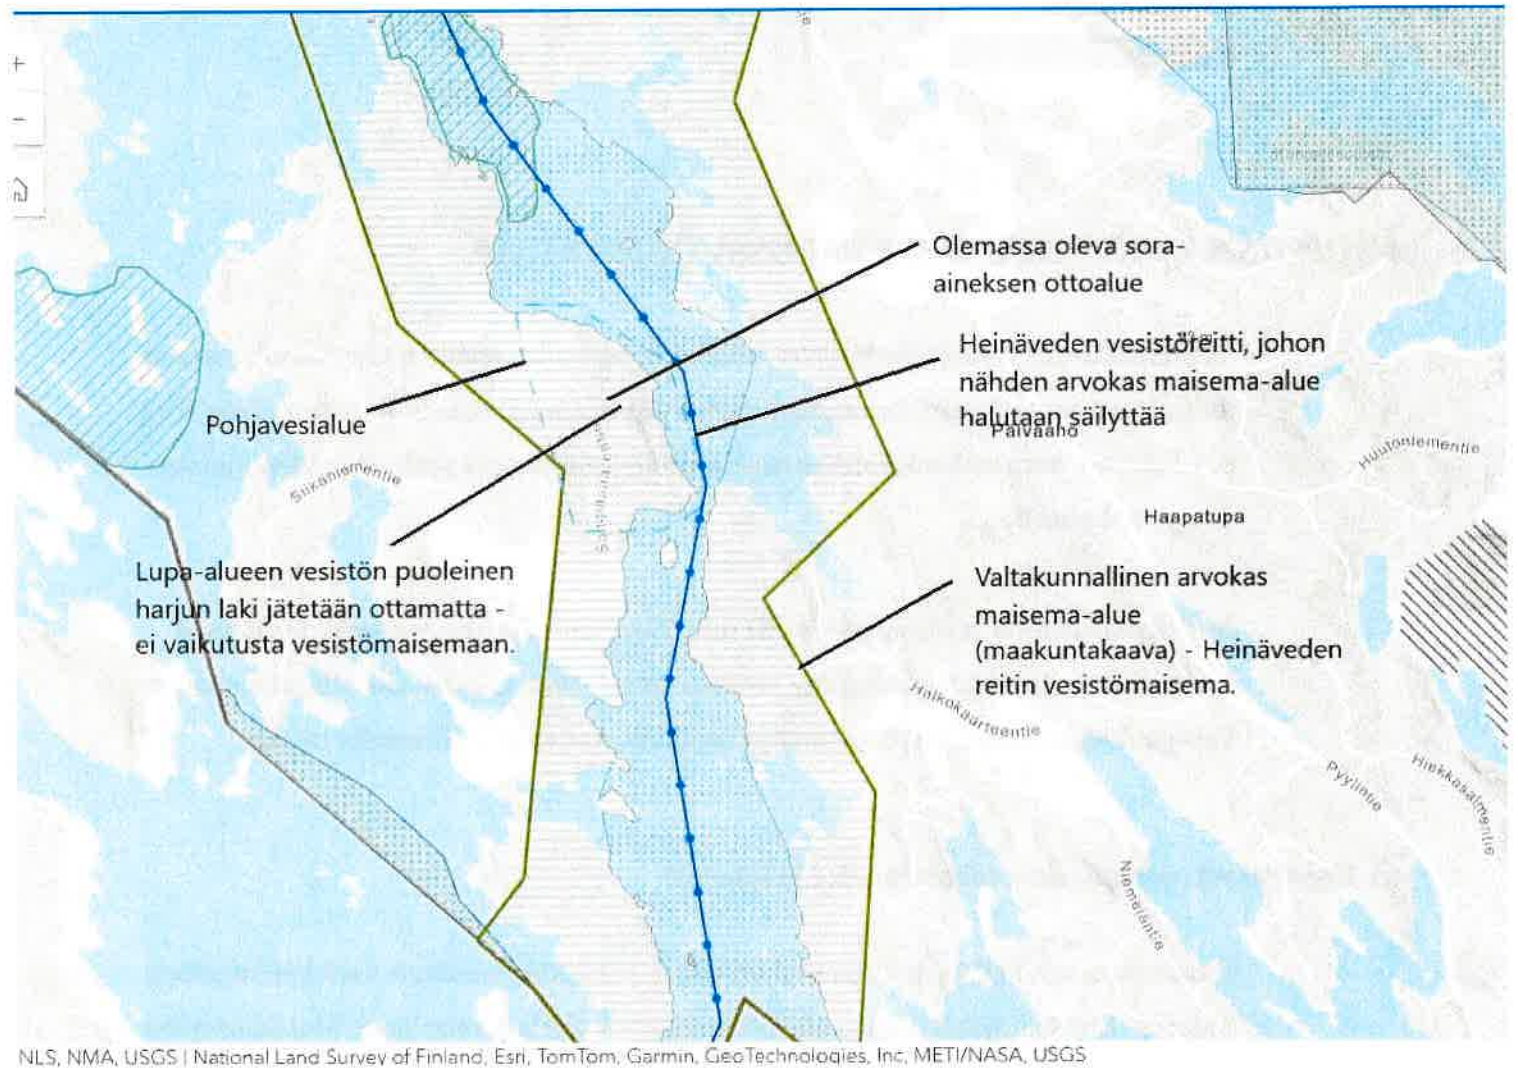 Olemassa oleva sora-
aineksen ottoalue
Heinäveden vesistöreitti, johon
nähden arvokas maisema-alue
halutaan säilyttää
Päiväaho
Pohjavesialue
Siikaniementie
Huutoniementie
Haapatupa
Lupa-alueen vesistön puoleinen
harjun laki jätetään ottamatta -
ei vaikutusta vesistömaisemaan.
Valtakunnallinen arvokas
maisema-alue
(maakuntakaava) - Heinäveden
reitin vesistömaisema.
Halkokaarteentie
Pyylintie
Hiekkasalmentie
Niemeläntie
NLS, NMA, USGS | National Land Survey of Finland, Esri, TomTom, Garmin, GeoTechnologies, Inc, METI/NASA, USGS